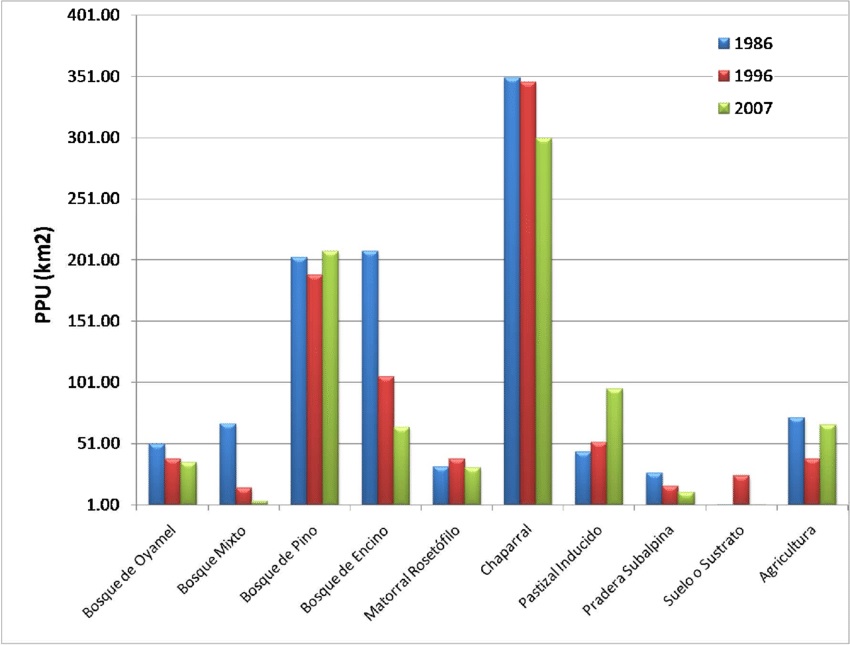 401.00
351.00
301.00
251.00
201.00
151.00
101.00
51.00
1.00
PPU (km2)
1986
1996
2007
Bosque de Oyamel
Bosque Mixto
Bosque de Pino
Bosque de Encino
Matorral Rosetófilo
Chaparral
Pastizal Inducido
Pradera Subalpina
Suelo o Sustrato
Agricultura